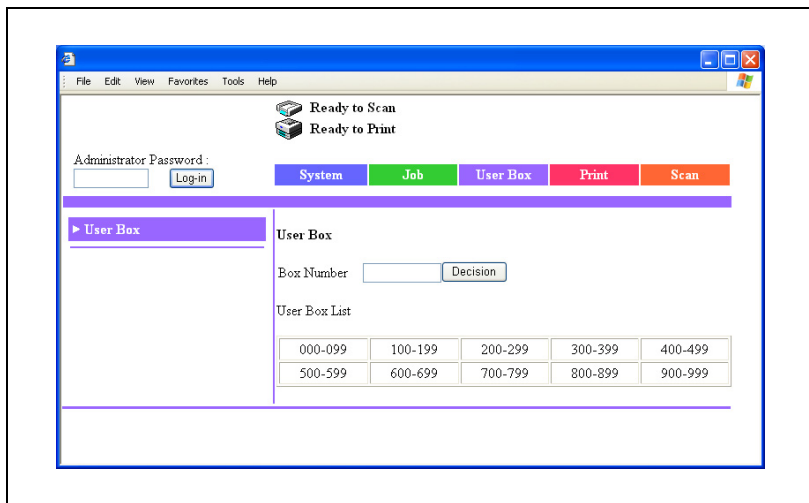 File Edit View Favorites Tools Help
Ready to Scan
Ready to Print
Administrator Password :
Log-in
System Job User Box Print Scan
User Box
User Box
Box Number Decision
User Box List
000-099 100-199 200-299 300-399 400-499
500-599 600-699 700-799 800-899 900-999